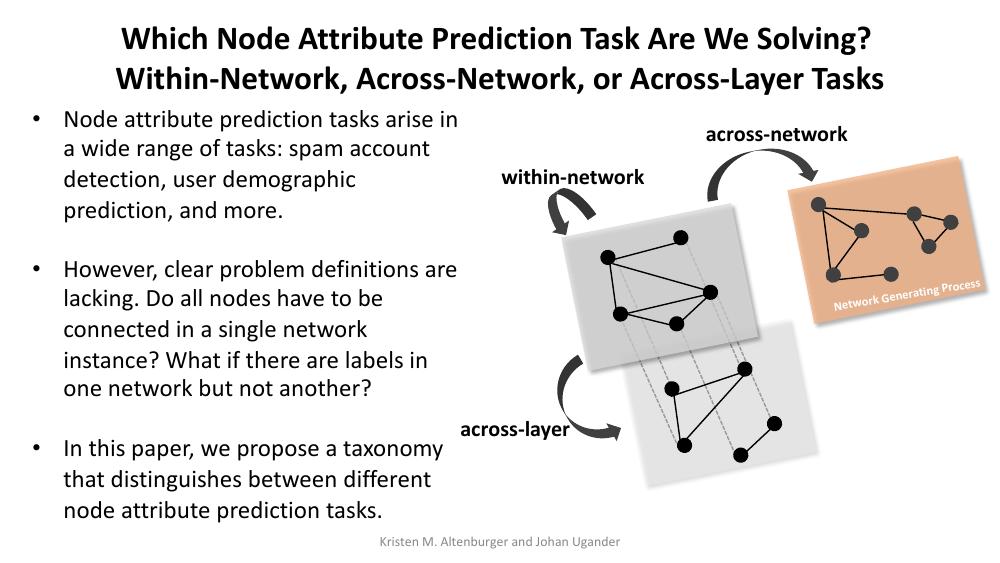 Which Node Attribute Prediction Task Are We Solving?
Within-Network, Across-Network, or Across-Layer Tasks
• Node attribute prediction tasks arise in
a wide range of tasks: spam account
detection, user demographic
prediction, and more.
• However, clear problem definitions are
lacking. Do all nodes have to be
connected in a single network
instance? What if there are labels in
one network but not another?
• In this paper, we propose a taxonomy
that distinguishes between different
node attribute prediction tasks.
across-network
within-network
Network Generating Process
across-layer
Kristen M. Altenburger and Johan Ugander